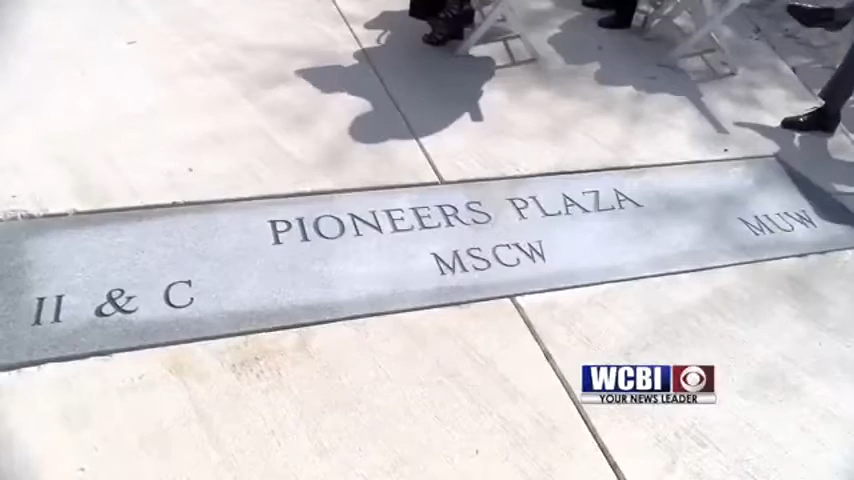 PIONEERS PLAZA
II & C MSCW MUW
WCBI
YOUR NEWS LEADER